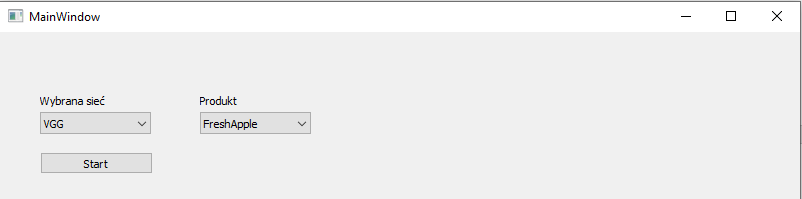 MainWindow
Wybrana sieć
Produkt
VGG
FreshApple
Start